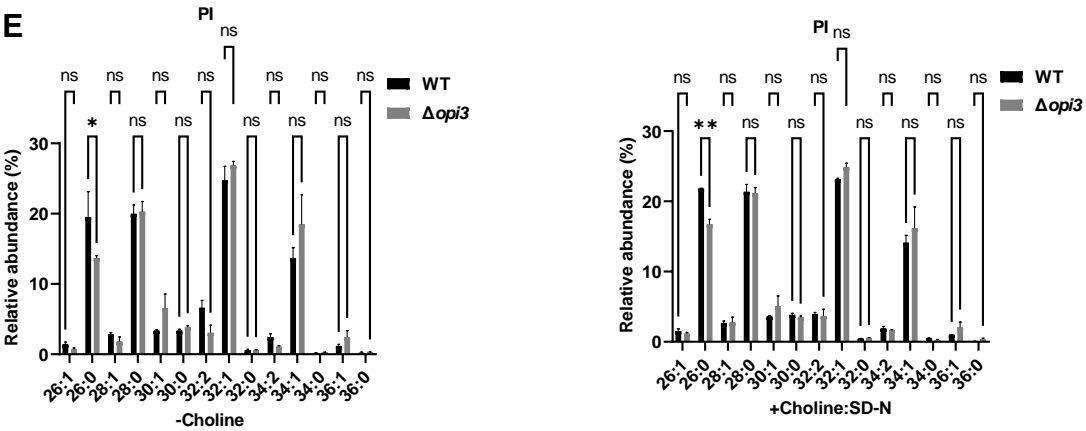 E
PI
ns ns ns ns ns ns ns ns ns
* ns ns ns ns ns
WT
Δopi3
Relative abundance (%)
30
20
10
0
26:1 26:0 28:1 28:0 30:1 30:0 32:2 32:1 32:0 34:2 34:1 34:0 36:1 36:0
-Choline
PI
ns ns ns ns ns ns ns ns
** ns ns ns ns ns
WT
Δopi3
Relative abundance (%)
30
20
10
0
26:1 26:0 28:1 28:0 30:1 30:0 32:2 32:1 32:0 34:2 34:1 34:0 36:1 36:0
+Choline:SD-N